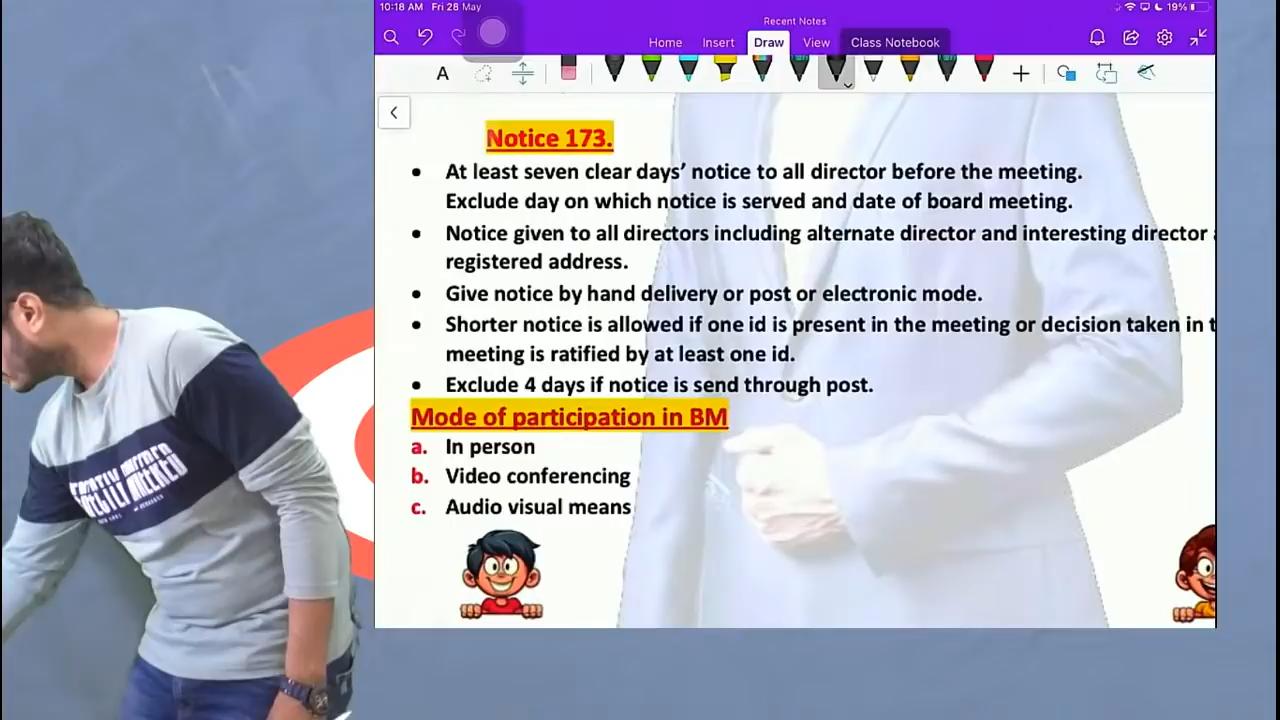 10:18 AM Fri 28 May
19%
Recent Notes
Home Insert Draw View Class Notebook
A
Notice 173.
• At least seven clear days’ notice to all director before the meeting.
Exclude day on which notice is served and date of board meeting.
• Notice given to all directors including alternate director and interesting director
registered address.
• Give notice by hand delivery or post or electronic mode.
• Shorter notice is allowed if one id is present in the meeting or decision taken in
meeting is ratified by at least one id.
• Exclude 4 days if notice is send through post.
Mode of participation in BM
a. In person
b. Video conferencing
c. Audio visual means